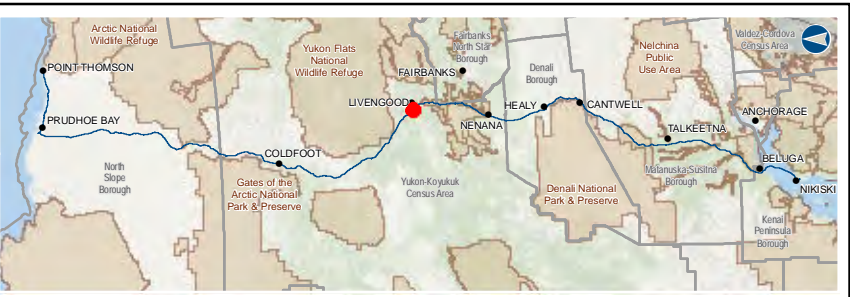 Arctic National
Wildlife Refuge
POINT THOMSON
PRUDHOE BAY
North
Slope
Borough
COLDFOOT
Gates of the
Arctic National
Park & Preserve
Yukon Flats
National
Wildlife Refuge
LIVENGOOD
FAIRBANKS
Fairbanks
North Star
Borough
NENANA
Yukon-Koyukuk
Census Area
Denali
Borough
HEALY
CANTWELL
Denali National
Park & Preserve
Nelchina
Public
Use Area
TALKEETNA
Matanuska-Susitna
Borough
Valdez-Cordova
Census Area
ANCHORAGE
BELUGA
NIKISKI
Kenai
Peninsula
Borough